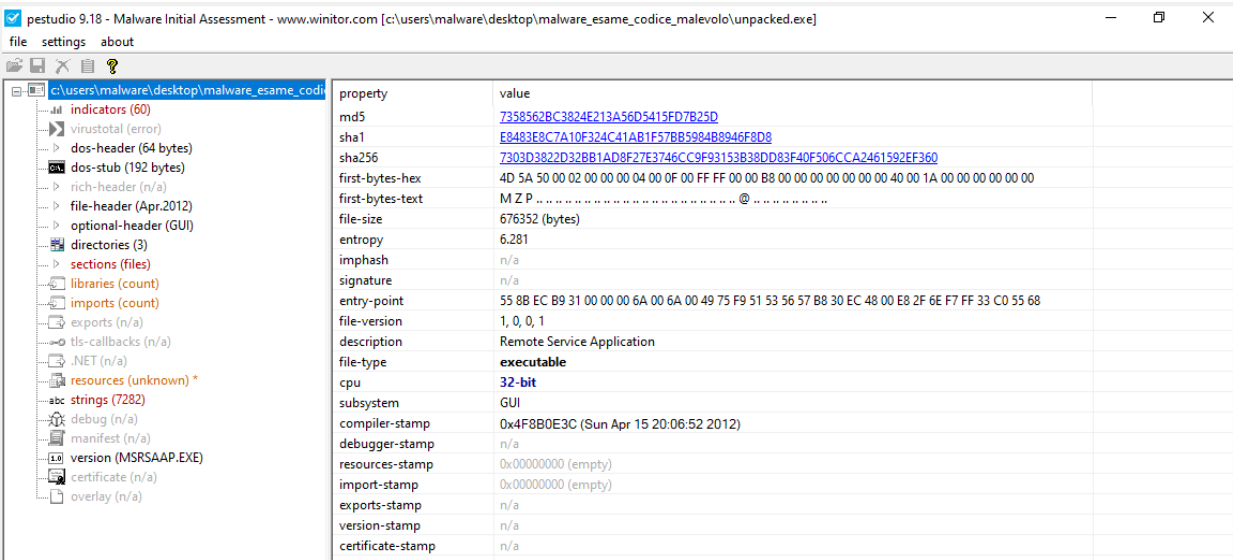 pestudio 9.18 - Malware Initial Assessment - www.winitor.com [c:\users\malware\desktop\malware_esame_codice_malevolo\unpacked.exe]
file settings about
c:\users\malware\desktop\malware_esame_codi
indicators (60)
virustotal (error)
dos-header (64 bytes)
dos-stub (192 bytes)
rich-header (n/a)
file-header (Apr.2012)
optional-header (GUI)
directories (3)
sections (files)
libraries (count)
imports (count)
exports (n/a)
tls-callbacks (n/a)
.NET (n/a)
resources (unknown) *
abc strings (7282)
debug (n/a)
manifest (n/a)
1.0 version (MSRSAAP.EXE)
certificate (n/a)
overlay (n/a)
property value
md5 7358562BC3824E213A56D5415FD7B25D
sha1 E8483E8C7A10F324C41AB1F57BB5984B8946F8D8
sha256 7303D3822D32BB1AD8F27E3746CC9F93153B38DD83F40F506CCA2461592EF360
first-bytes-hex 4D 5A 50 00 02 00 00 00 04 00 0F 00 FF FF 00 00 B8 00 00 00 00 00 00 00 40 00 1A 00 00 00 00 00
first-bytes-text M Z P .. .. .. .. .. .. .. .. .. .. .. .. .. .. .. .. .. .. .. .. .. @ .. .. .. .. .. .. ..
file-size 676352 (bytes)
entropy 6.281
imphash n/a
signature n/a
entry-point 55 8B EC B9 31 00 00 00 6A 00 6A 00 49 75 F9 51 53 56 57 B8 30 EC 48 00 E8 2F 6E F7 FF 33 C0 55 68
file-version 1, 0, 0, 1
description Remote Service Application
file-type executable
cpu 32-bit
subsystem GUI
compiler-stamp 0x4F8B0E3C (Sun Apr 15 20:06:52 2012)
debugger-stamp n/a
resources-stamp 0x00000000 (empty)
import-stamp 0x00000000 (empty)
exports-stamp n/a
version-stamp n/a
certificate-stamp n/a